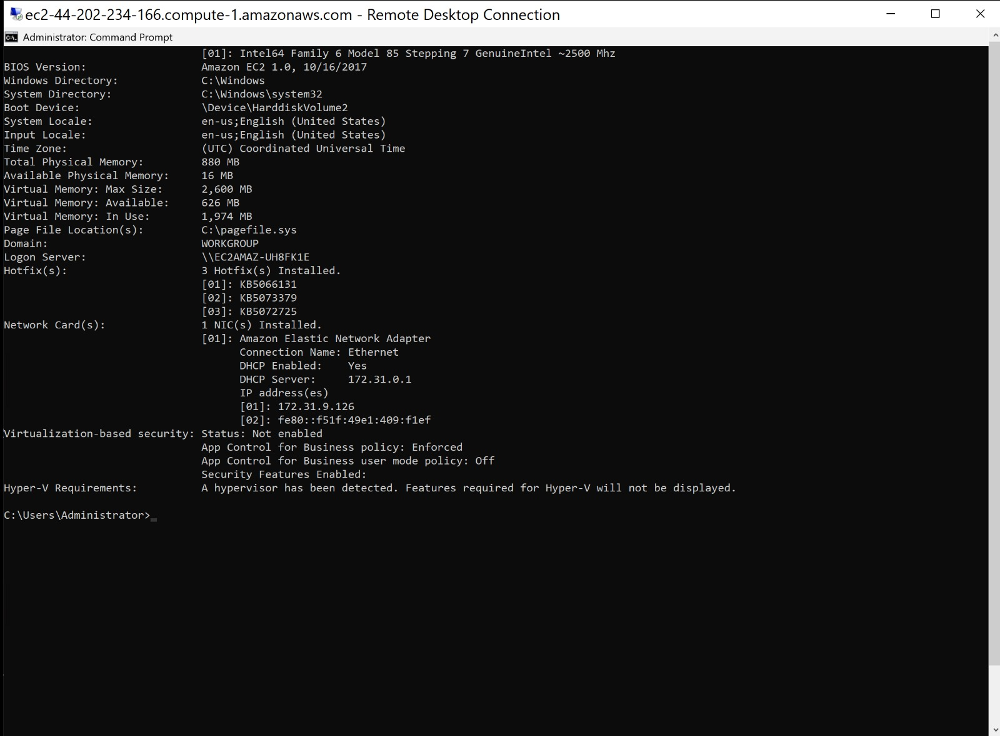 ec2-44-202-234-166.compute-1.amazonaws.com - Remote Desktop Connection
Administrator: Command Prompt
[01]: Intel64 Family 6 Model 85 Stepping 7 GenuineIntel ~2500 Mhz
BIOS Version: Amazon EC2 1.0, 10/16/2017
Windows Directory: C:\Windows
System Directory: C:\Windows\system32
Boot Device: \Device\HarddiskVolume2
System Locale: en-us;English (United States)
Input Locale: en-us;English (United States)
Time Zone: (UTC) Coordinated Universal Time
Total Physical Memory: 880 MB
Available Physical Memory: 16 MB
Virtual Memory: Max Size: 2,600 MB
Virtual Memory: Available: 626 MB
Virtual Memory: In Use: 1,974 MB
Page File Location(s): C:\pagefile.sys
Domain: WORKGROUP
Logon Server: \\EC2AMAZ-UH8FK1E
Hotfix(s): 3 Hotfix(s) Installed.
[01]: KB5066131
[02]: KB5073379
[03]: KB5072725
Network Card(s): 1 NIC(s) Installed.
[01]: Amazon Elastic Network Adapter
Connection Name: Ethernet
DHCP Enabled: Yes
DHCP Server: 172.31.0.1
IP address(es)
[01]: 172.31.9.126
[02]: fe80::f51f:49e1:409:f1ef
Virtualization-based security: Status: Not enabled
App Control for Business policy: Enforced
App Control for Business user mode policy: Off
Security Features Enabled:
Hyper-V Requirements: A hypervisor has been detected. Features required for Hyper-V will not be displayed.
C:\Users\Administrator>